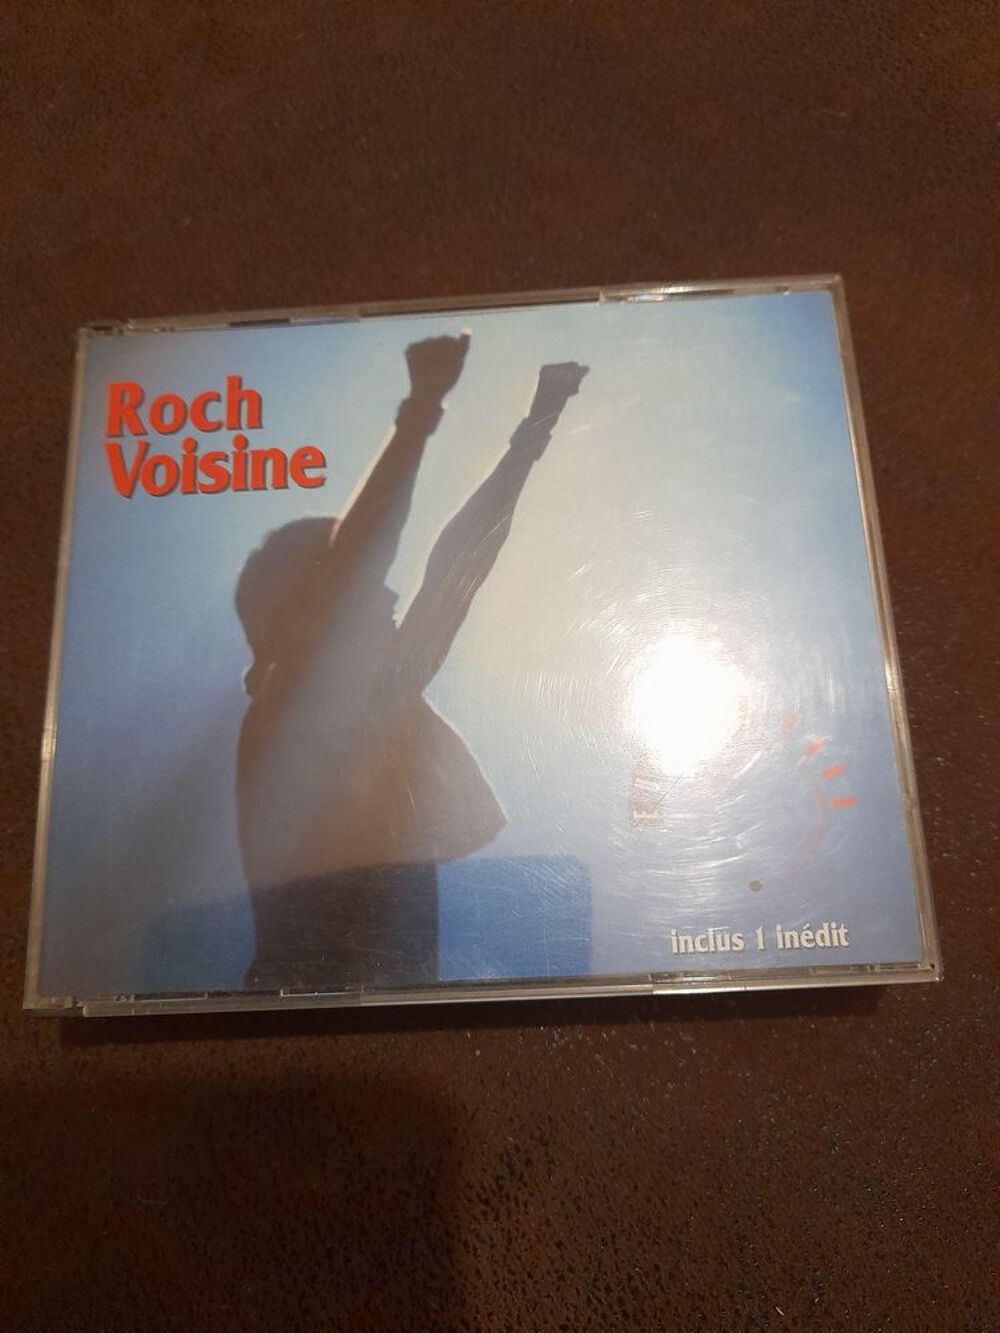 Roch
Voisine
inclus 1 inédit